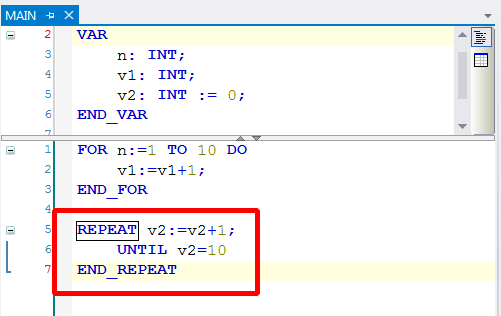 MAIN
2 VAR
3 n: INT;
4 v1: INT;
5 v2: INT := 0;
6 END_VAR
1 FOR n:=1 TO 10 DO
2 v1:=v1+1;
3 END_FOR
4
5 REPEAT v2:=v2+1;
6 UNTIL v2=10
7 END_REPEAT